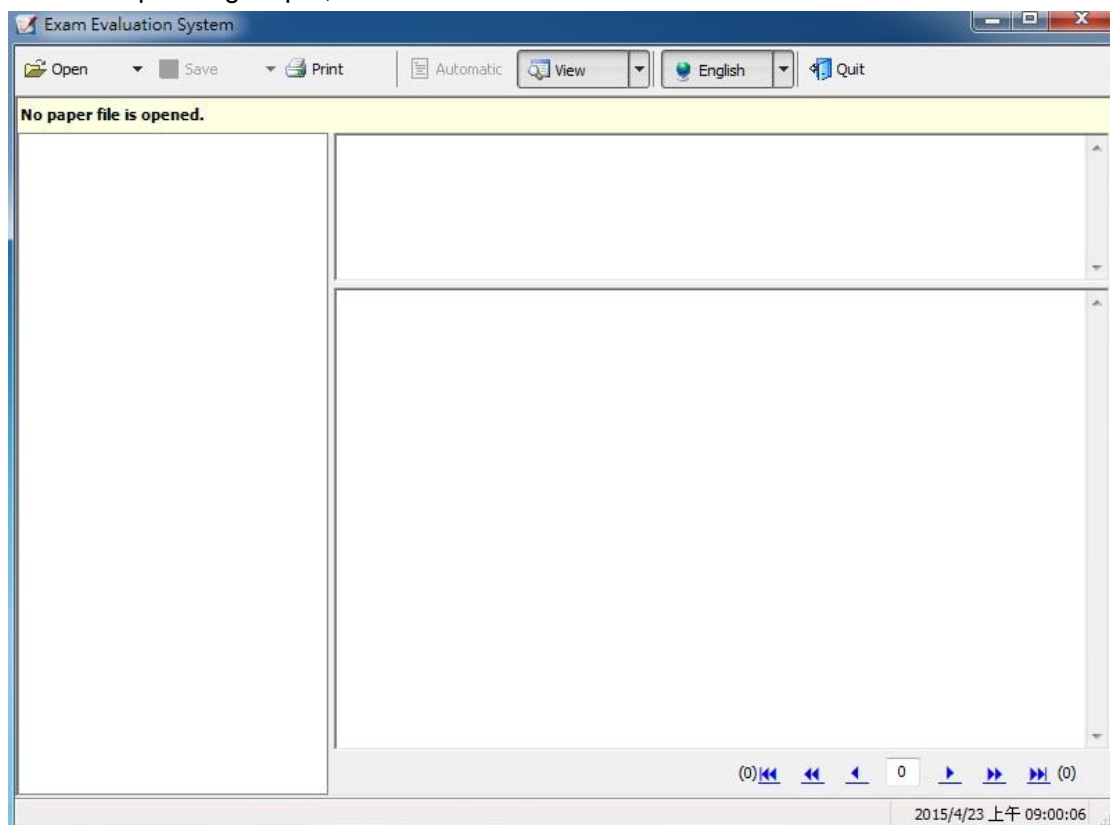 Exam Evaluation System
Open Save Print Automatic View English Quit
No paper file is opened.
(0) 0 (0)
2015/4/23 上午 09:00:06